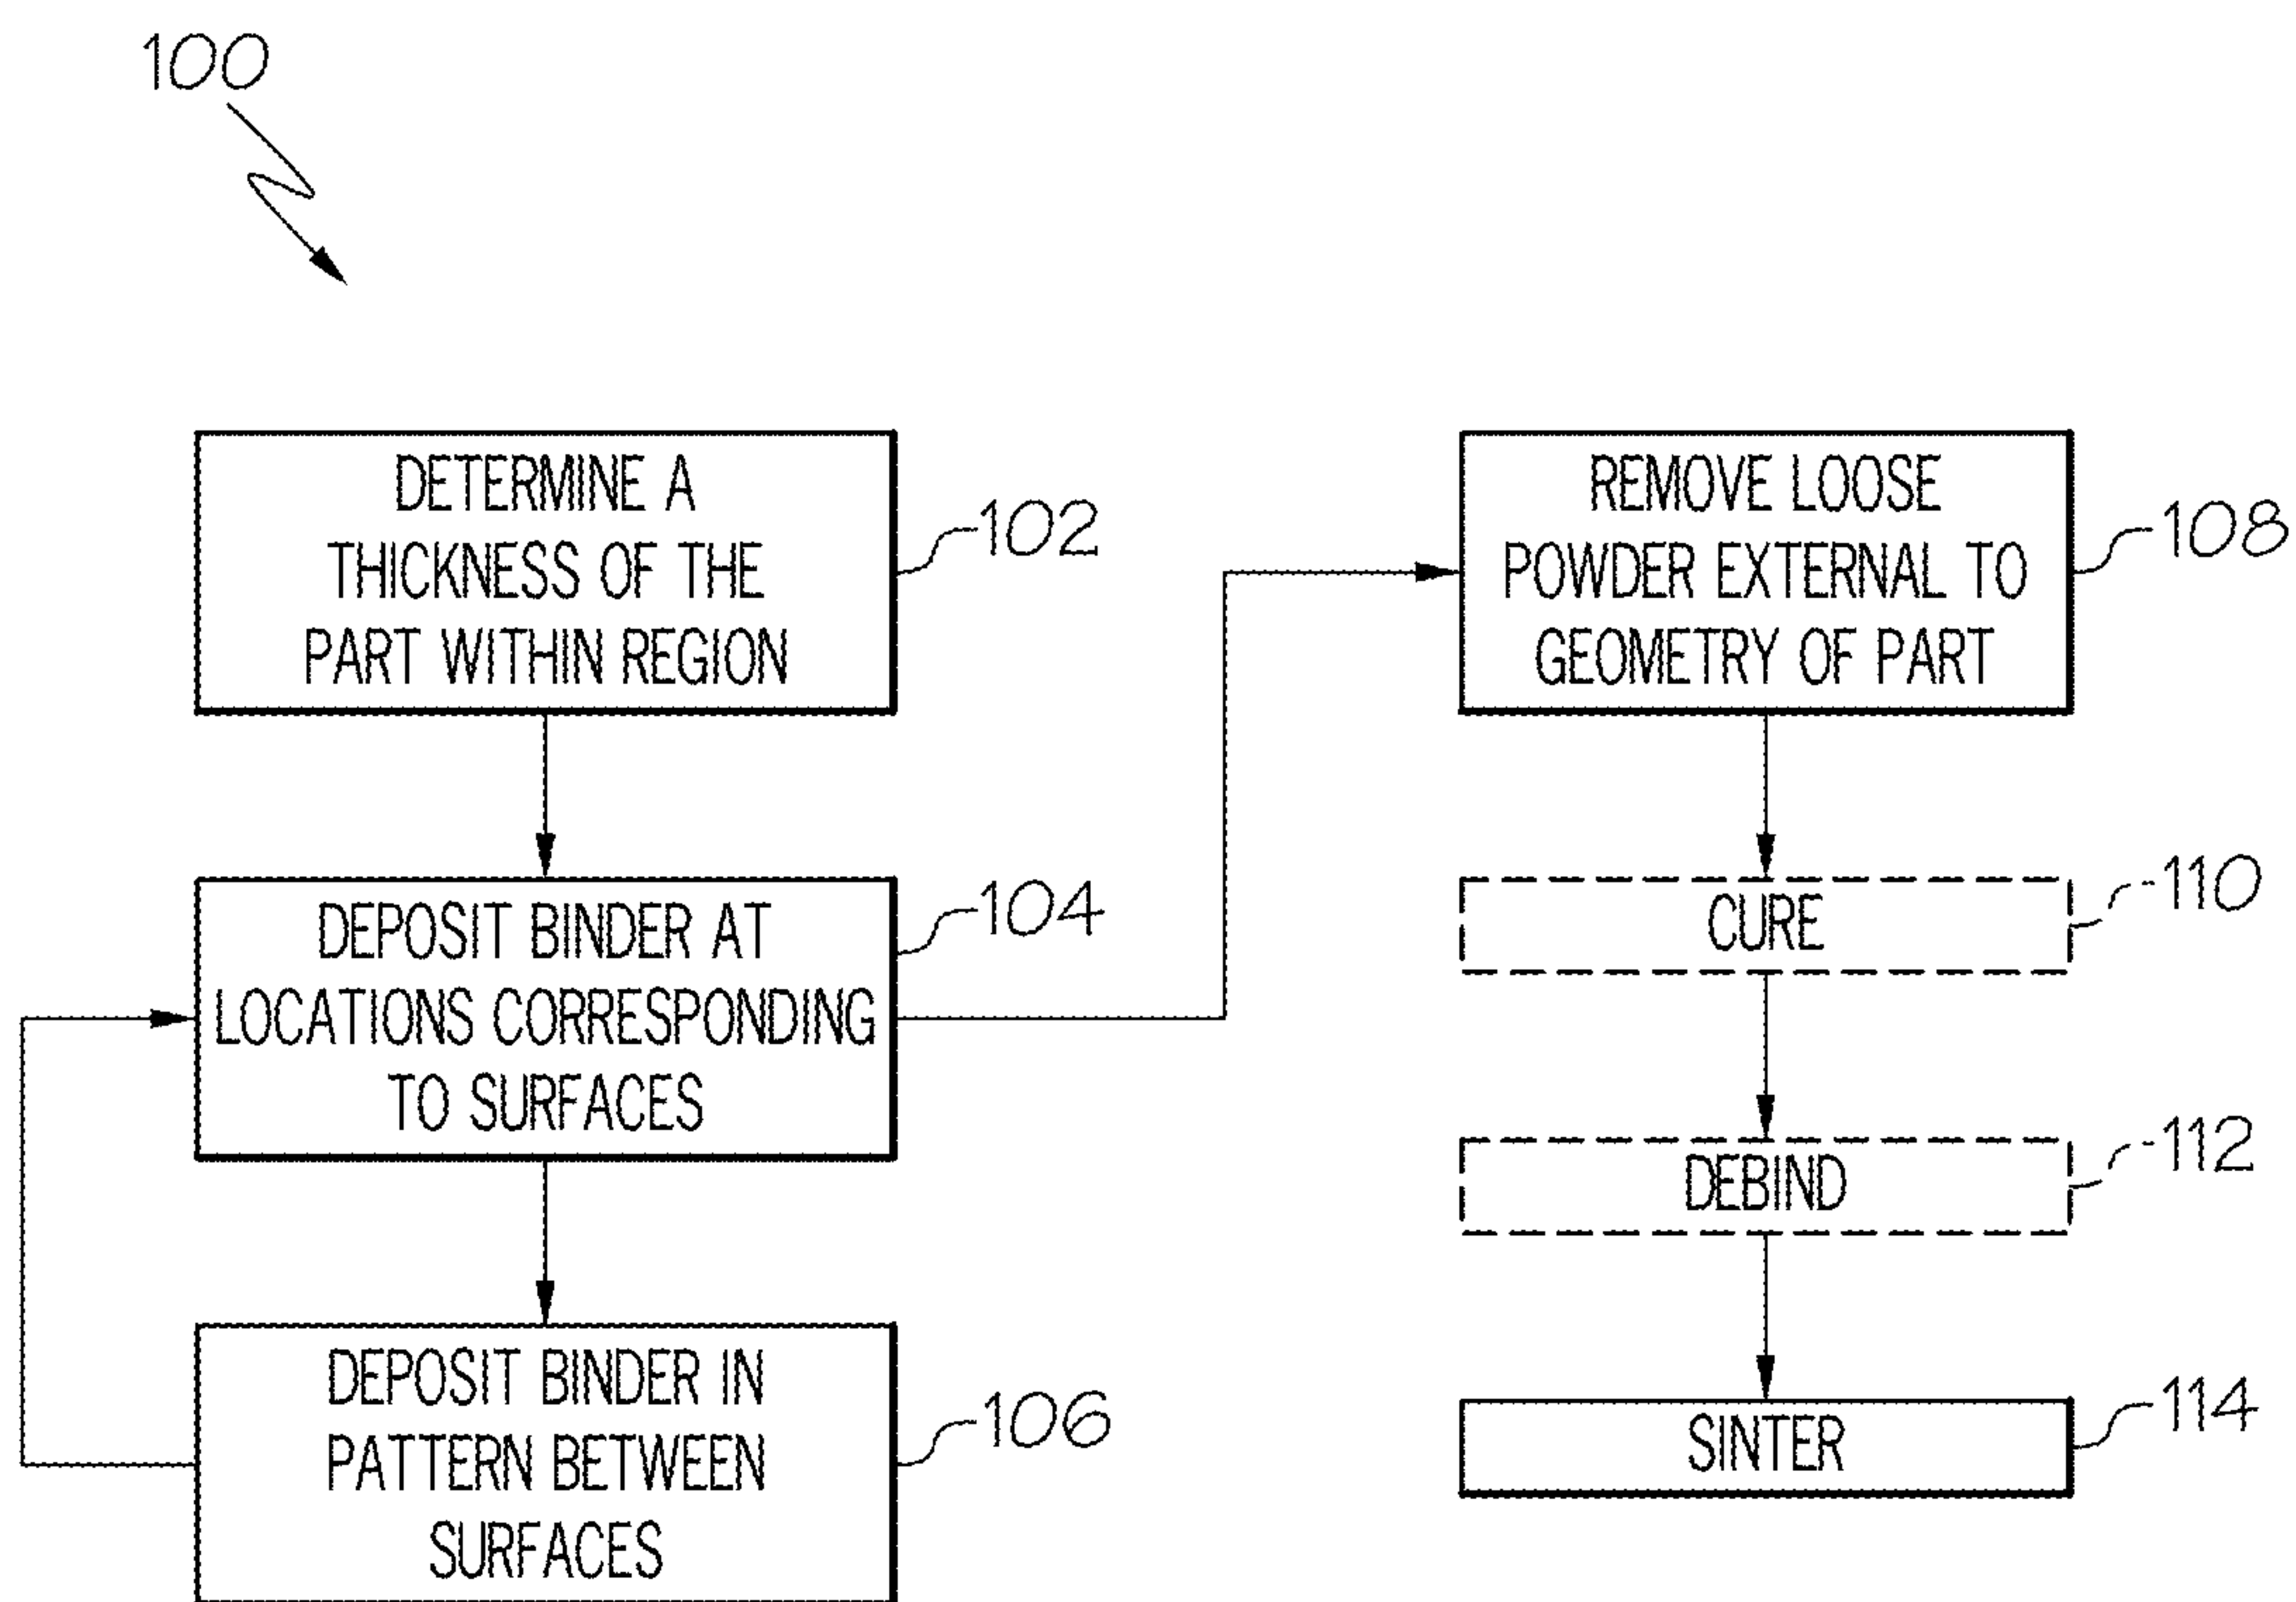 100
DETERMINE A
THICKNESS OF THE
PART WITHIN REGION
102
DEPOSIT BINDER AT
LOCATIONS CORRESPONDING
TO SURFACES
104
DEPOSIT BINDER IN
PATTERN BETWEEN
SURFACES
106
REMOVE LOOSE
POWDER EXTERNAL TO
GEOMETRY OF PART
108
CURE
110
DEBIND
112
SINTER
114